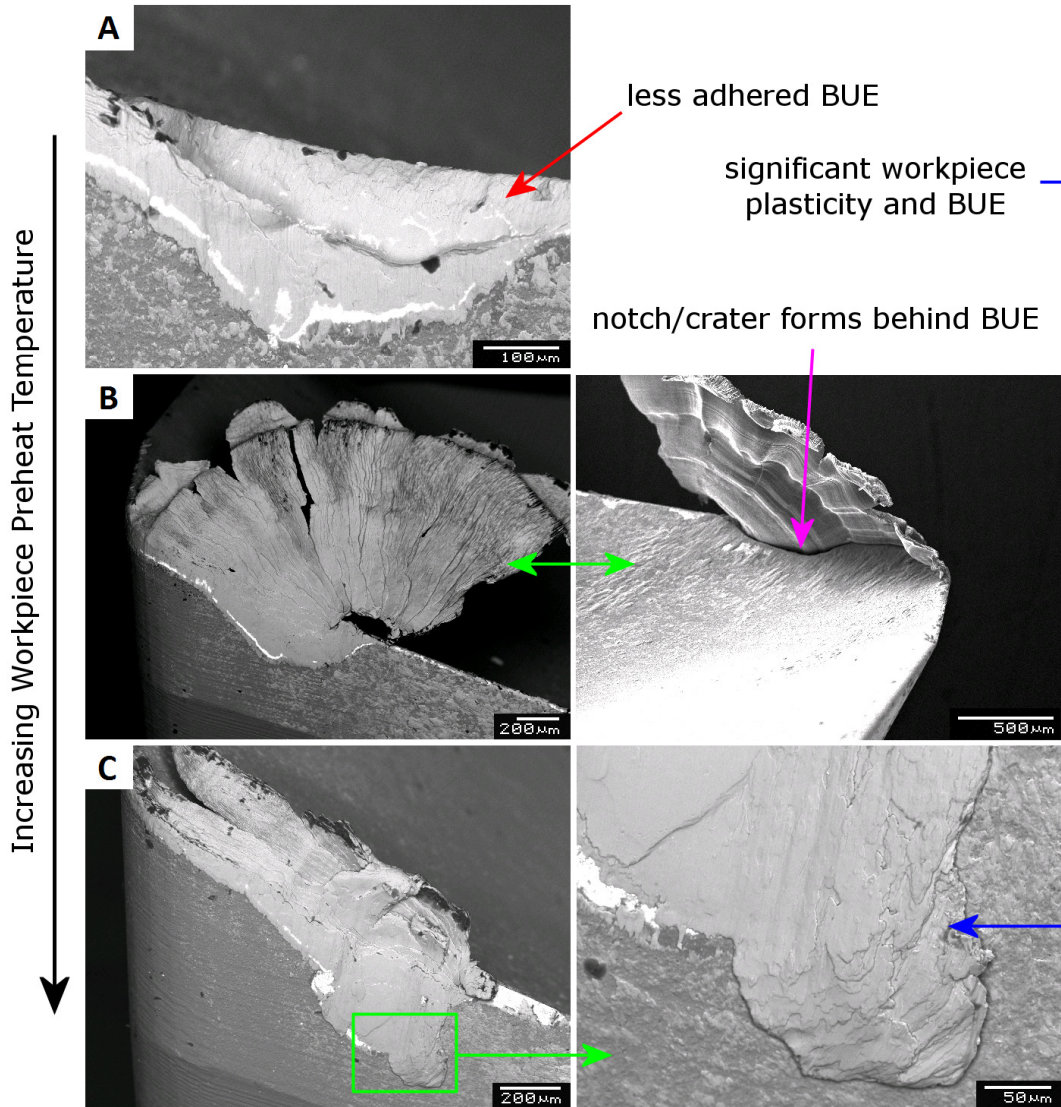 A
less adhered BUE
significant workpiece
plasticity and BUE
100μm
notch/crater forms behind BUE
Increasing Workpiece Preheat Temperature
B
200μm
500μm
C
200μm
50μm